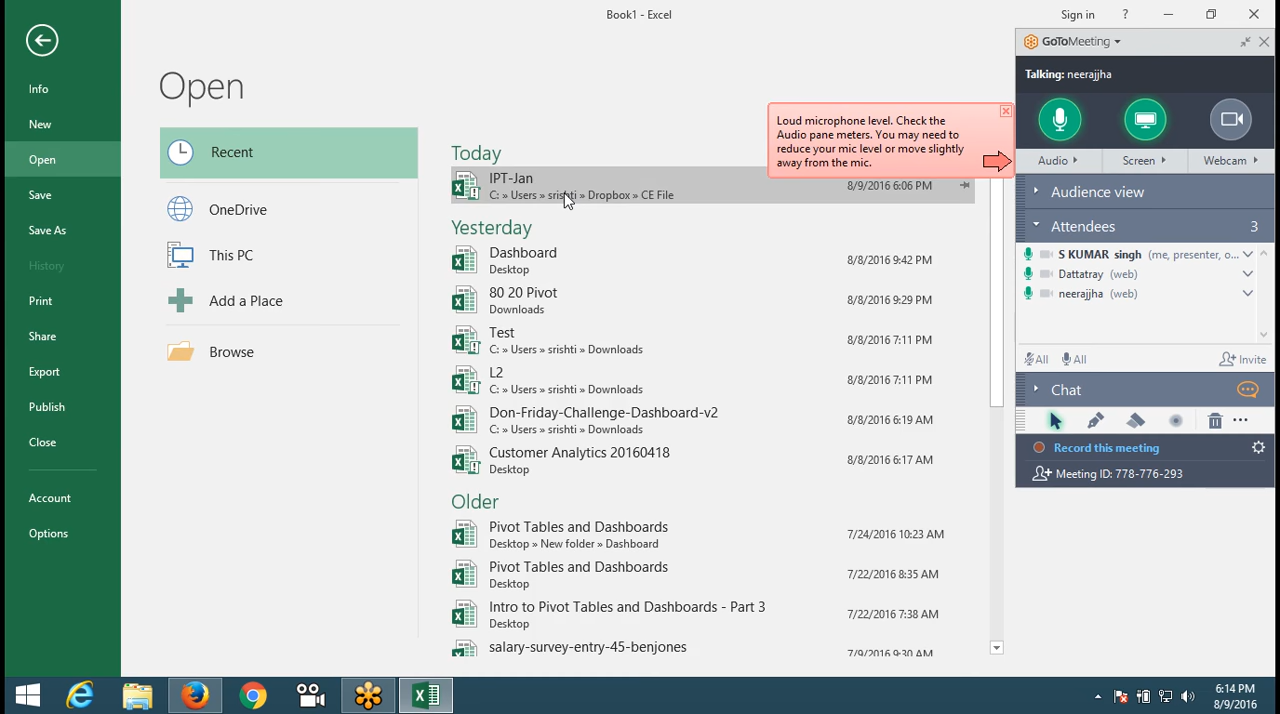 Book1 - Excel
Sign in
?
Info
New
Open
Save
Save As
History
Print
Share
Export
Publish
Close
Account
Options
Open
Recent
OneDrive
This PC
Add a Place
Browse
Today
IPT-Jan
8/9/2016 6:06 PM
C: » Users » srishti » Dropbox » CE File
Yesterday
Dashboard
8/8/2016 9:42 PM
Desktop
80 20 Pivot
8/8/2016 9:29 PM
Downloads
Test
8/8/2016 7:11 PM
C: » Users » srishti » Downloads
L2
8/8/2016 7:11 PM
C: » Users » srishti » Downloads
Don-Friday-Challenge-Dashboard-v2
8/8/2016 6:19 AM
C: » Users » srishti » Downloads
Customer Analytics 20160418
8/8/2016 6:17 AM
Desktop
Older
Pivot Tables and Dashboards
7/24/2016 10:23 AM
Desktop » New folder » Dashboard
Pivot Tables and Dashboards
7/22/2016 8:35 AM
Desktop
Intro to Pivot Tables and Dashboards - Part 3
7/22/2016 7:38 AM
Desktop
salary-survey-entry-45-benjones
7/9/2016 9:30 AM
Loud microphone level. Check the
Audio pane meters. You may need to
reduce your mic level or move slightly
away from the mic.
GoToMeeting
Talking: neerajjha
Audio
Screen
Webcam
Audience view
Attendees 3
S KUMAR singh (me, presenter, o...
Dattatray (web)
neerajjha (web)
All
All
Invite
Chat
Record this meeting
Meeting ID: 778-776-293
6:14 PM
8/9/2016